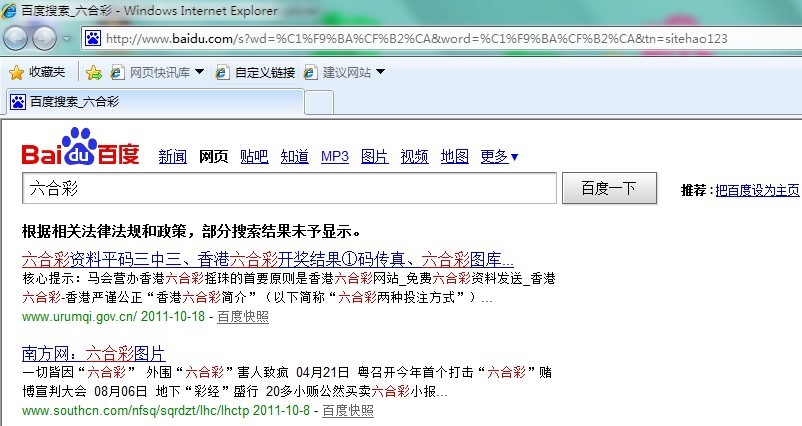 百度搜索_六合彩 - Windows Internet Explorer
http://www.baidu.com/s?wd=%C1%F9%BA%CF%B2%CA&word=%C1%F9%BA%CF%B2%CA&tn=sitehao123
收藏夹 网页快讯库 自定义链接 建议网站
百度搜索_六合彩
Bai du 百度 新闻 网页 贴吧 知道 MP3 图片 视频 地图 更多
六合彩 百度一下 推荐:把百度设为主页
根据相关法律法规和政策，部分搜索结果未予显示。
六合彩资料平码三中三、香港六合彩开奖结果①码传真、六合彩图库...
核心提示：马会营办香港六合彩摇珠的首要原则是香港六合彩网站_免费六合彩资料发送_香港
六合彩-香港严谨公正“香港六合彩简介”（以下简称“六合彩两种投注方式”）...
www.urumqi.gov.cn/ 2011-10-18 - 百度快照
南方网：六合彩图片
一切皆因“六合彩” 外围“六合彩”害人致疯 04月21日 粤召开今年首个打击“六合彩”赌
博宣判大会 08月06日 地下“彩经”盛行 20多小贩公然买卖六合彩小报...
www.southcn.com/nfsq/sqrdzt/lhc/lhctp 2011-10-8 - 百度快照